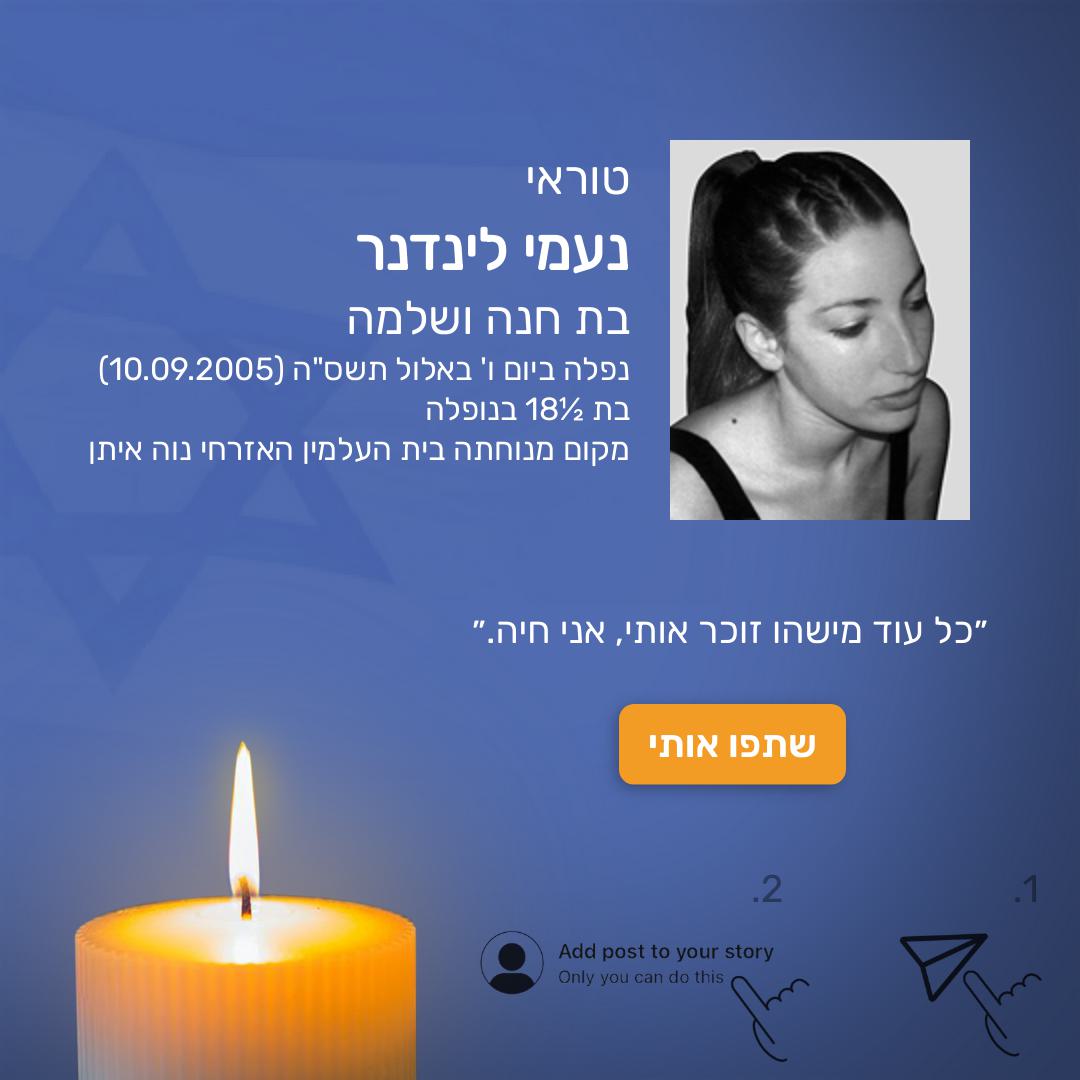 טוראי
נעמי לינדנר
בת חנה ושלמה
נפלה ביום ו' באלול תשס"ה (10.09.2005)
בת 18½ בנופלה
מקום מנוחתה בית העלמין האזרחי נוה איתן
״כל עוד מישהו זוכר אותי, אני חיה.״
שתפו אותי
.1
.2
Add post to your story
Only you can do this